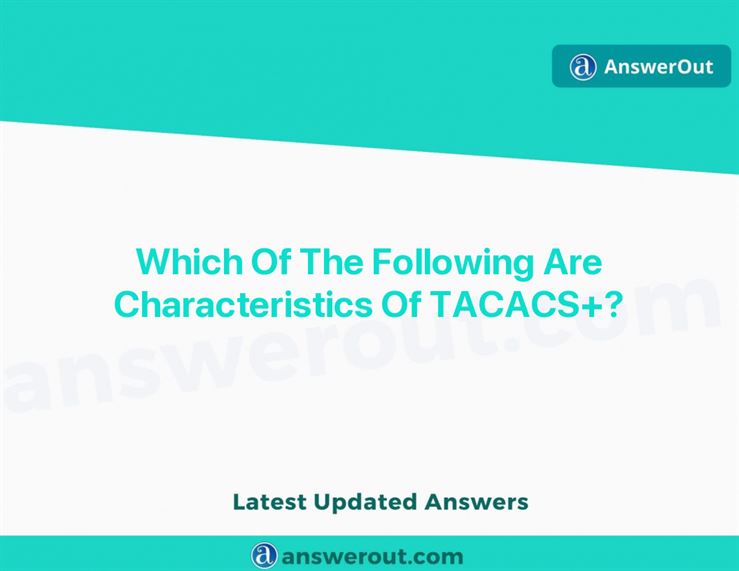 AnswerOut
Which Of The Following Are
Characteristics Of TACACS+?
answerout.com
Latest Updated Answers
answerout.com